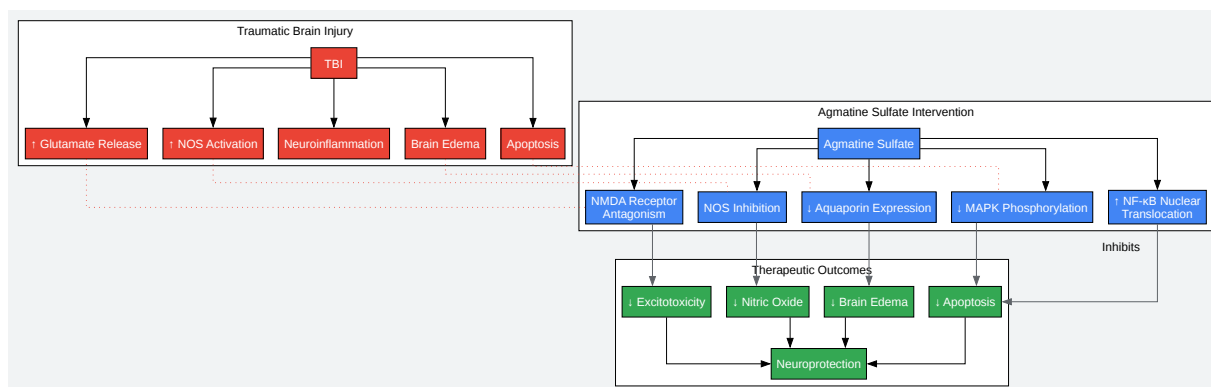 Traumatic Brain Injury
TBI
↑ Glutamate Release
↑ NOS Activation
Neuroinflammation
Brain Edema
Apoptosis
Agmatine Sulfate Intervention
Agmatine Sulfate
NMDA Receptor
Antagonism
NOS Inhibition
↓ Aquaporin Expression
↓ MAPK Phosphorylation
↑ NF-κB Nuclear
Translocation
Inhibits
Therapeutic Outcomes
↓ Excitotoxicity
↓ Nitric Oxide
↓ Brain Edema
↓ Apoptosis
Neuroprotection